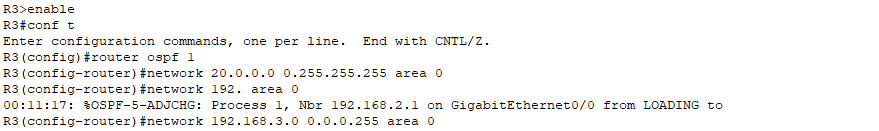 R3>enable
R3#conf t
Enter configuration commands, one per line.  End with CNTL/Z.
R3(config)#router ospf 1
R3(config-router)#network 20.0.0.0 0.255.255.255 area 0
R3(config-router)#network 192. area 0
00:11:17: %OSPF-5-ADJCHG: Process 1, Nbr 192.168.2.1 on GigabitEthernet0/0 from LOADING to
R3(config-router)#network 192.168.3.0 0.0.0.255 area 0